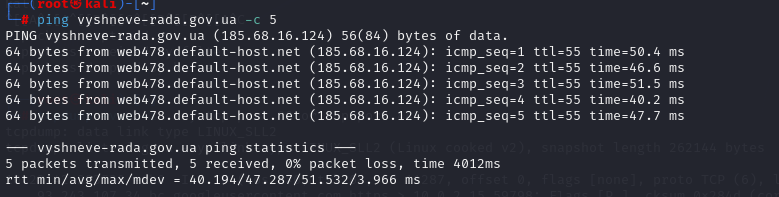 ┌──(root㉿kali)-[~]
└─# ping vyshneve-rada.gov.ua -c 5
PING vyshneve-rada.gov.ua (185.68.16.124) 56(84) bytes of data.
64 bytes from web478.default-host.net (185.68.16.124): icmp_seq=1 ttl=55 time=50.4 ms
64 bytes from web478.default-host.net (185.68.16.124): icmp_seq=2 ttl=55 time=46.6 ms
64 bytes from web478.default-host.net (185.68.16.124): icmp_seq=3 ttl=55 time=51.5 ms
64 bytes from web478.default-host.net (185.68.16.124): icmp_seq=4 ttl=55 time=40.2 ms
64 bytes from web478.default-host.net (185.68.16.124): icmp_seq=5 ttl=55 time=47.7 ms
tcpdump: data link type LINUX_SLL2
--- vyshneve-rada.gov.ua ping statistics ---
5 packets transmitted, 5 received, 0% packet loss, time 4012ms
rtt min/avg/max/mdev = 40.194/47.287/51.532/3.966 ms